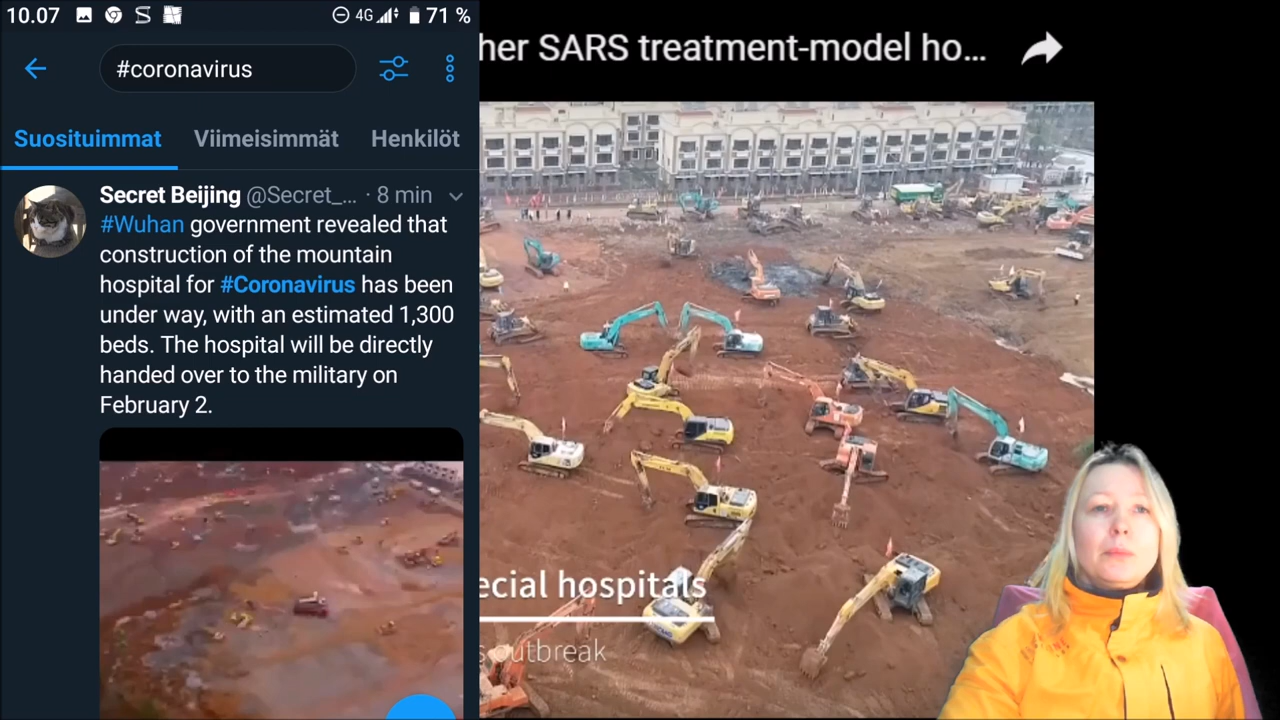 10.07
4G
71 %
#coronavirus
Suosituimmat Viimeisimmät Henkilöt
Secret Beijing @Secret_... · 8 min
#Wuhan government revealed that
construction of the mountain
hospital for #Coronavirus has been
under way, with an estimated 1,300
beds. The hospital will be directly
handed over to the military on
February 2.
her SARS treatment-model ho...
ecial hospitals
s outbreak